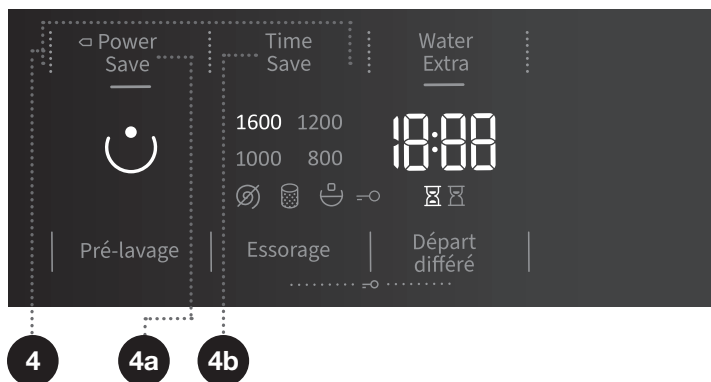 Power
Save
Time
Save
Water
Extra
1600 1200
1000 800
18:88
Pré-lavage
Essorage
Départ
différé
4
4a
4b